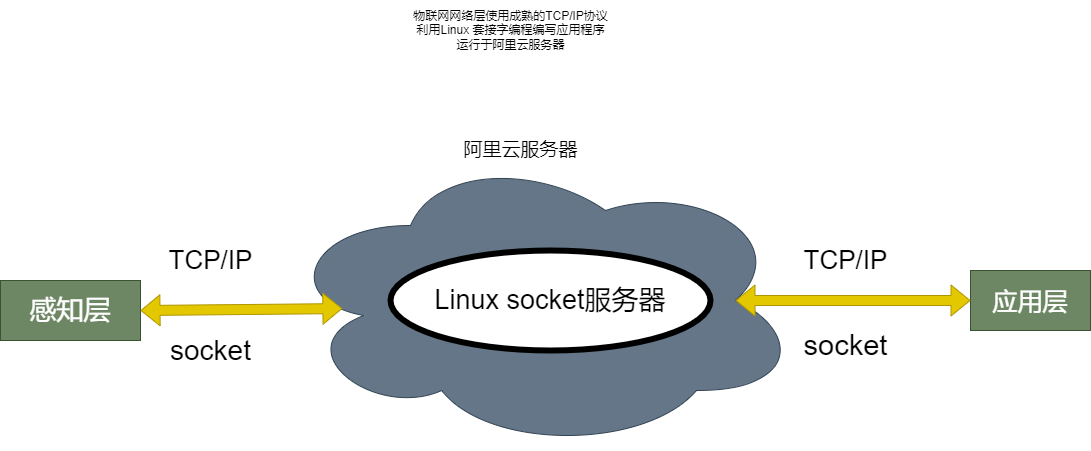 物联网网络层使用成熟的TCP/IP协议
利用Linux 套接字编程编写应用程序
运行于阿里云服务器
阿里云服务器
TCP/IP
TCP/IP
感知层
Linux socket服务器
应用层
socket
socket